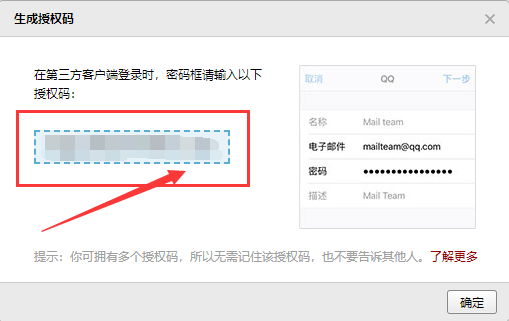 生成授权码
在第三方客户端登录时，密码框请输入以下
授权码：
取消 QQ 下一步
名称 Mail team
电子邮件 mailteam@qq.com
密码 ●●●●●●●●●●●●●●●●
描述 Mail Team
提示：你可拥有多个授权码，所以无需记住该授权码，也不要告诉其他人。了解更多
确定